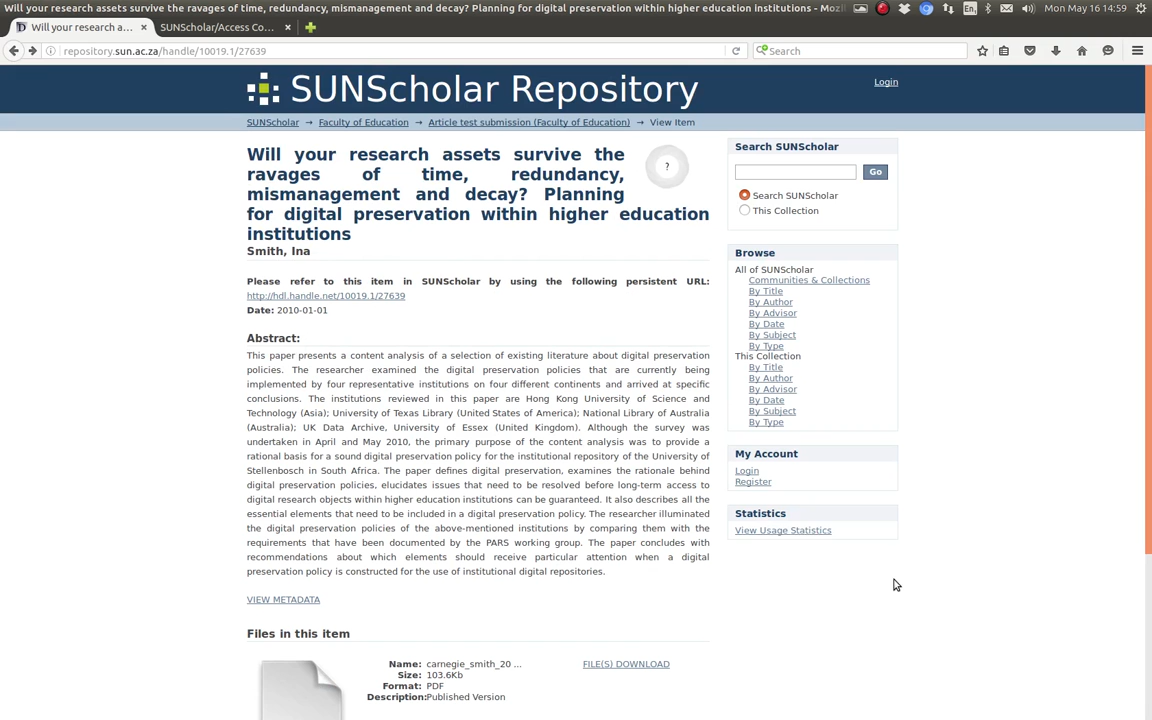 Will your research assets survive the ravages of time, redundancy, mismanagement and decay? Planning for digital preservation within higher education institutions - Mozi
En
Mon May 16 14:59
Will your research a...
SUNScholar/Access Co...
repository.sun.ac.za/handle/10019.1/27639
Search
SUNScholar Repository
Login
SUNScholar → Faculty of Education → Article test submission (Faculty of Education) → View Item
Will your research assets survive the
ravages of time, redundancy,
mismanagement and decay? Planning
for digital preservation within higher education
institutions
?
Smith, Ina
Please refer to this item in SUNScholar by using the following persistent URL:
http://hdl.handle.net/10019.1/27639
Date: 2010-01-01
Abstract:
This paper presents a content analysis of a selection of existing literature about digital preservation
policies. The researcher examined the digital preservation policies that are currently being
implemented by four representative institutions on four different continents and arrived at specific
conclusions. The institutions reviewed in this paper are Hong Kong University of Science and
Technology (Asia); University of Texas Library (United States of America); National Library of Australia
(Australia); UK Data Archive, University of Essex (United Kingdom). Although the survey was
undertaken in April and May 2010, the primary purpose of the content analysis was to provide a
rational basis for a sound digital preservation policy for the institutional repository of the University of
Stellenbosch in South Africa. The paper defines digital preservation, examines the rationale behind
digital preservation policies, elucidates issues that need to be resolved before long-term access to
digital research objects within higher education institutions can be guaranteed. It also describes all the
essential elements that need to be included in a digital preservation policy. The researcher illuminated
the digital preservation policies of the above-mentioned institutions by comparing them with the
requirements that have been documented by the PARS working group. The paper concludes with
recommendations about which elements should receive particular attention when a digital
preservation policy is constructed for the use of institutional digital repositories.
VIEW METADATA
Files in this item
Name: carnegie_smith_20 ...
Size: 103.6Kb
Format: PDF
Description: Published Version
FILE(S) DOWNLOAD
Search SUNScholar
Go
Search SUNScholar
This Collection
Browse
All of SUNScholar
Communities & Collections
By Title
By Author
By Advisor
By Date
By Subject
By Type
This Collection
By Title
By Author
By Advisor
By Date
By Subject
By Type
My Account
Login
Register
Statistics
View Usage Statistics